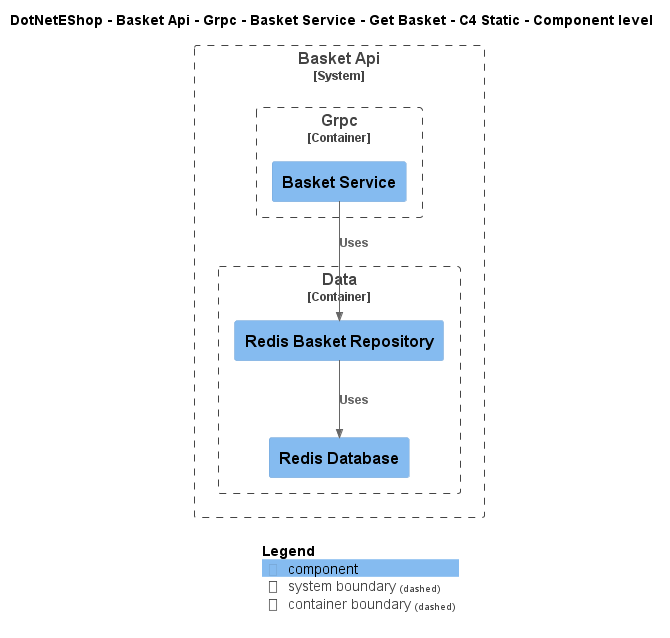 DotNetEShop - Basket Api - Grpc - Basket Service - Get Basket - C4 Static - Component level
Basket Api
[System]
Grpc
[Container]
Basket Service
Uses
Data
[Container]
Redis Basket Repository
Uses
Redis Database
Legend
component
system boundary (dashed)
container boundary (dashed)